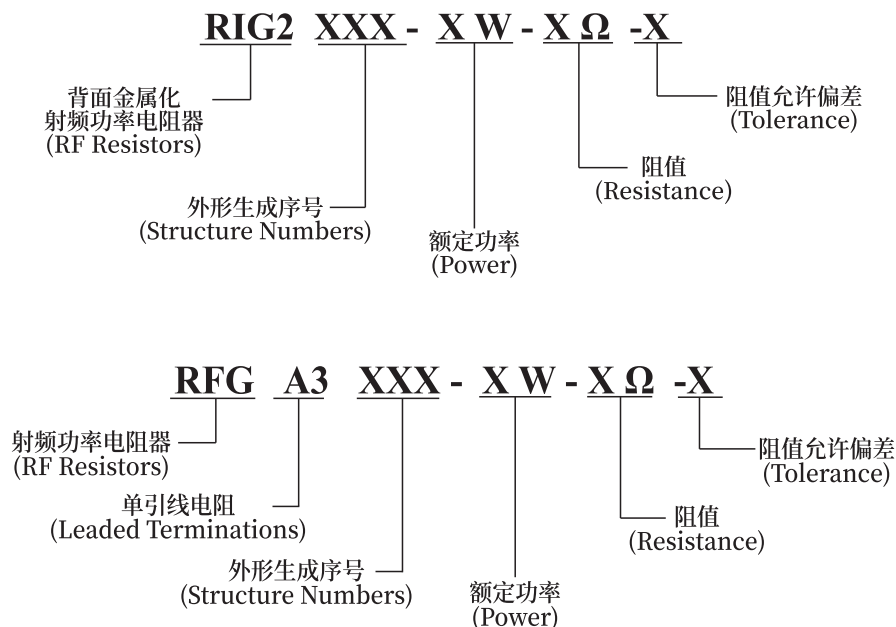 RIG2 XXX - X W - X Ω -X
背面金属化
射频功率电阻器
(RF Resistors)
阻值允许偏差
(Tolerance)
阻值
(Resistance)
外形生成序号
(Structure Numbers)
额定功率
(Power)
RFG A3 XXX - X W - X Ω -X
射频功率电阻器
(RF Resistors)
阻值允许偏差
(Tolerance)
单引线电阻
(Leaded Terminations)
阻值
(Resistance)
外形生成序号
(Structure Numbers)
额定功率
(Power)